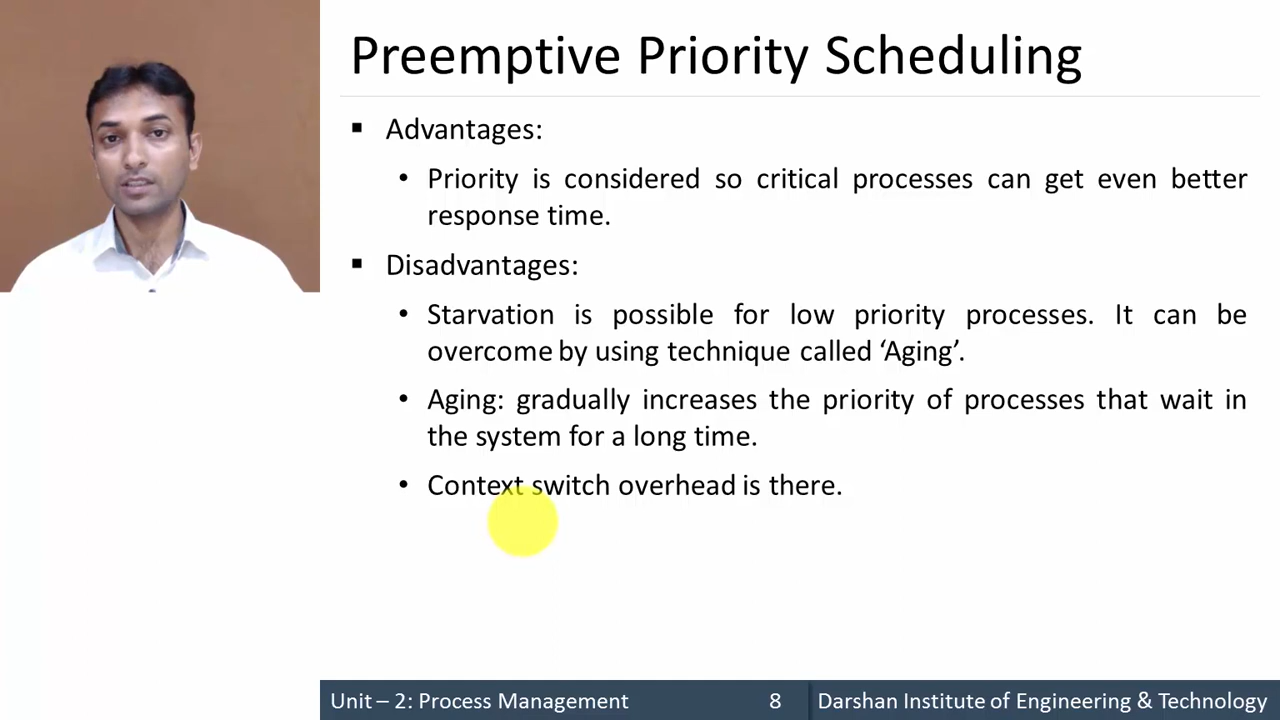 Preemptive Priority Scheduling
▪ Advantages:
• Priority is considered so critical processes can get even better
response time.
▪ Disadvantages:
• Starvation is possible for low priority processes. It can be
overcome by using technique called ‘Aging’.
• Aging: gradually increases the priority of processes that wait in
the system for a long time.
• Context switch overhead is there.
Unit – 2: Process Management 8 Darshan Institute of Engineering & Technology